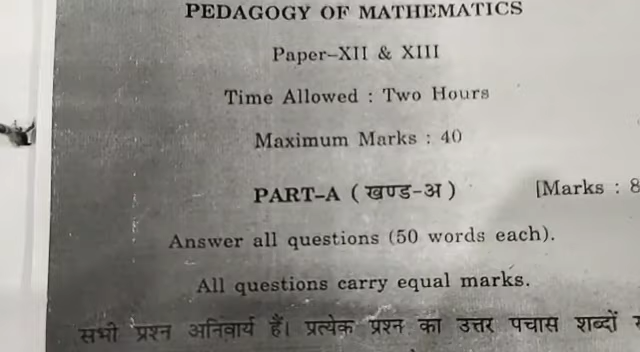 PEDAGOGY OF MATHEMATICS
Paper–XII & XIII
Time Allowed : Two Hours
Maximum Marks : 40
PART–A ( खण्ड-अ ) [Marks : 8
Answer all questions (50 words each).
All questions carry equal marks.
सभी प्रश्न अनिवार्य हैं। प्रत्येक प्रश्न का उत्तर पचास शब्दों